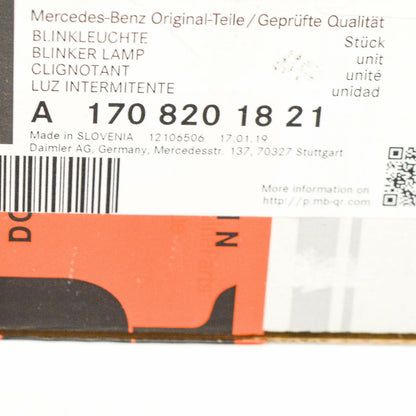 Mercedes-Benz Original-Teile/Geprüfte Qualität
BLINKLEUCHTE Stück
BLINKER LAMP unit
CLIGNOTANT unité
LUZ INTERMITENTE unidad
A 170 820 18 21
Made in SLOVENIA 12106506 17.01.19
Daimler AG, Germany, Mercedesstr. 137, 70327 Stuttgart
More information on
http://p.mb-qr.com